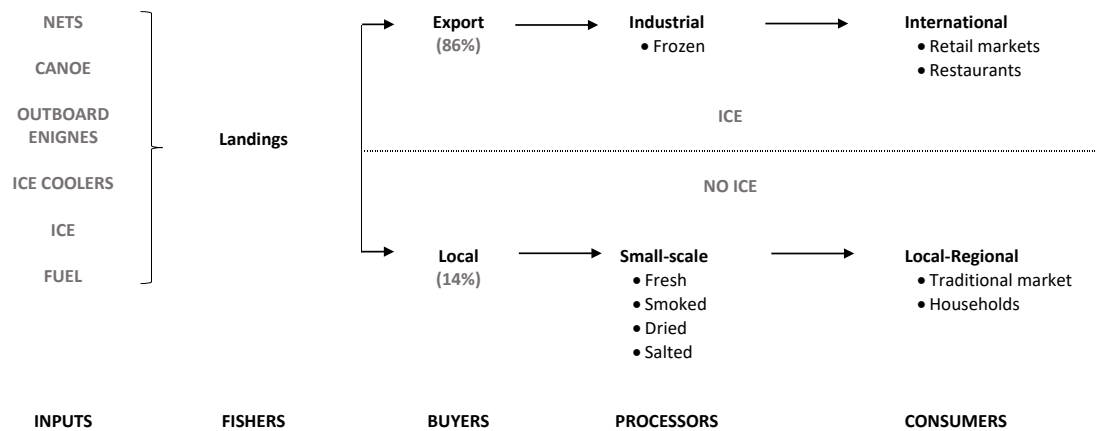 NETS
CANOE
OUTBOARD
ENIGNES
ICE COOLERS
ICE
FUEL
Landings
Export
(86%)
Industrial
• Frozen
International
• Retail markets
• Restaurants
ICE
NO ICE
Local
(14%)
Small-scale
• Fresh
• Smoked
• Dried
• Salted
Local-Regional
• Traditional market
• Households
INPUTS
FISHERS
BUYERS
PROCESSORS
CONSUMERS